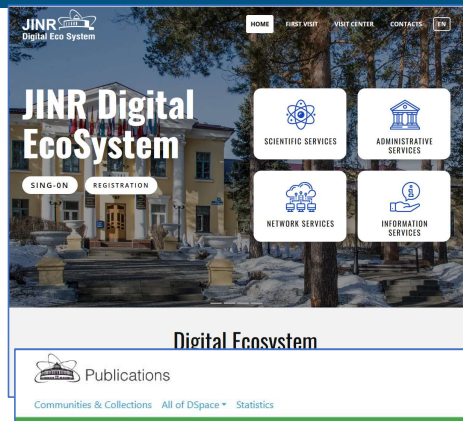 JINR
Digital Eco System
HOME FIRST VISIT VISIT CENTER CONTACTS EN
JINR Digital
EcoSystem
SING-ON REGISTRATION
SCIENTIFIC SERVICES
ADMINISTRATIVE
SERVICES
NETWORK SERVICES
INFORMATION
SERVICES
Digital Ecosystem
Publications
Communities & Collections All of DSpace Statistics